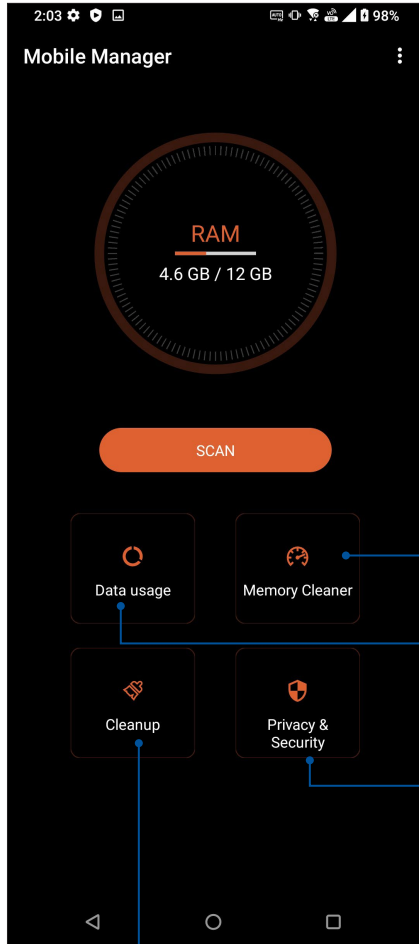 2:03 98%
Mobile Manager
RAM
4.6 GB / 12 GB
SCAN
Data usage
Memory Cleaner
Cleanup
Privacy &
Security